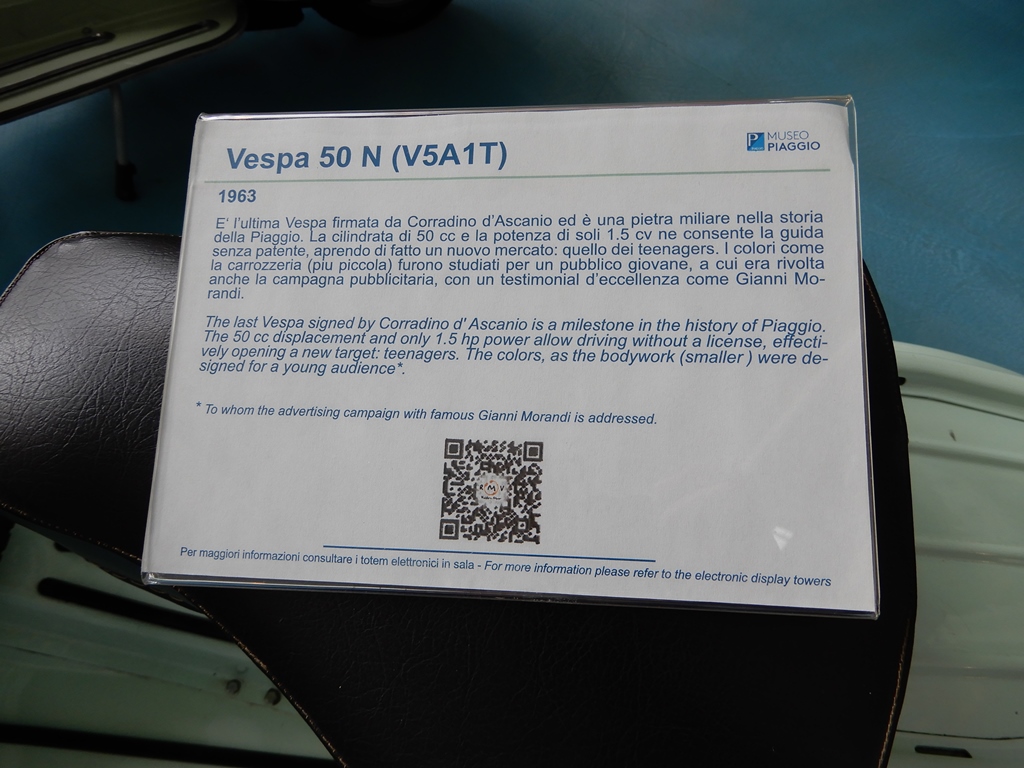 Vespa 50 N (V5A1T)
MUSEO
PIAGGIO
1963
E' l'ultima Vespa firmata da Corradino d'Ascanio ed è una pietra miliare nella storia
della Piaggio. La cilindrata di 50 cc e la potenza di soli 1.5 cv ne consente la guida
senza patente, aprendo di fatto un nuovo mercato: quello dei teenagers. I colori come
la carrozzeria (piu piccola) furono studiati per un pubblico giovane, a cui era rivolta
anche la campagna pubblicitaria, con un testimonial d'eccellenza come Gianni Mo-
randi.
The last Vespa signed by Corradino d' Ascanio is a milestone in the history of Piaggio.
The 50 cc displacement and only 1.5 hp power allow driving without a license, effecti-
vely opening a new target: teenagers. The colors, as the bodywork (smaller ) were de-
signed for a young audience*.
* To whom the advertising campaign with famous Gianni Morandi is addressed.
Per maggiori informazioni consultare i totem elettronici in sala - For more information please refer to the electronic display towers